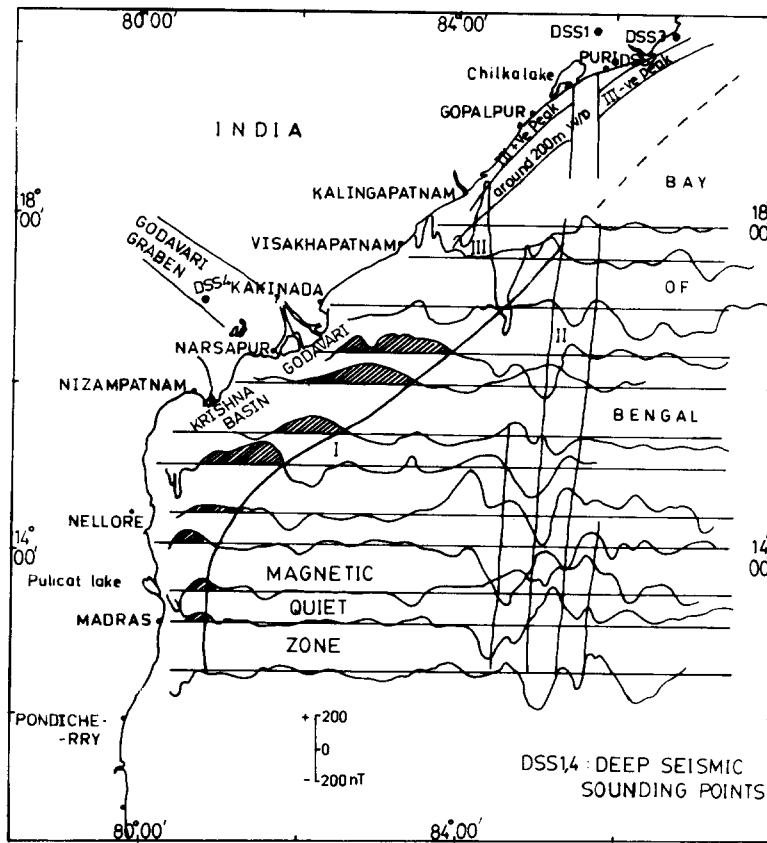 80°00′
84°00′
DSS1
DSS3
PURI
DSS2
Chilkalake
III-ve Peak
GOPALPUR
III+ve Peak
around 200m W/D
INDIA
KALINGAPATNAM
BAY
18°00′
18°00′
VISAKHAPATNAM
III
GODAVARI
GRABEN
DSS4
KAKINADA
OF
II
NARSAPUR
GODAVARI
NIZAMPATNAM
KRISHNA
BASIN
BENGAL
I
NELLORE
14°00′
14°00′
MAGNETIC
Pulicat lake
QUIET
MADRAS
ZONE
PONDICHE-
-RRY
+ 200
0
- 200 nT
DSS1,4 : DEEP SEISMIC
SOUNDING POINTS
80°00′
84°00′